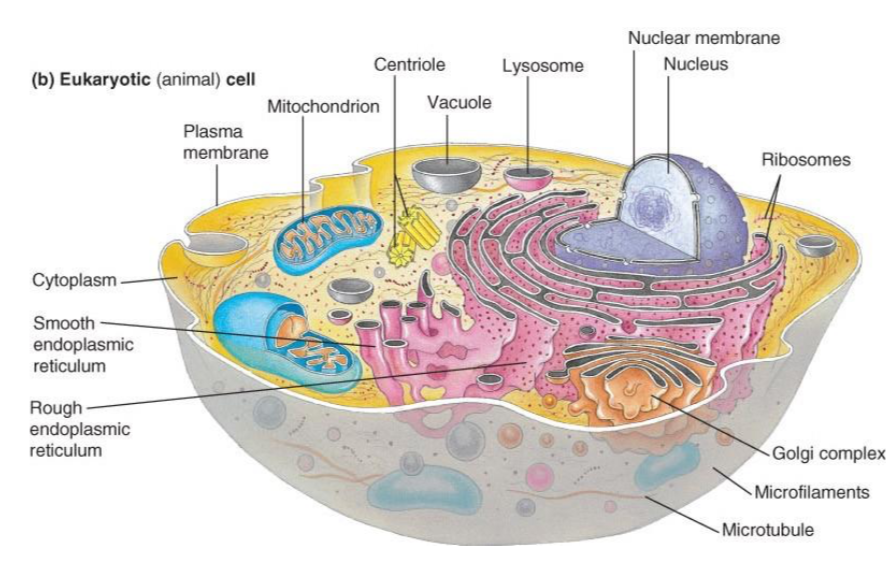 (b) Eukaryotic (animal) cell
Nuclear membrane
Nucleus
Centriole
Lysosome
Mitochondrion
Vacuole
Plasma
membrane
Ribosomes
Cytoplasm
Smooth
endoplasmic
reticulum
Rough
endoplasmic
reticulum
Golgi complex
Microfilaments
Microtubule